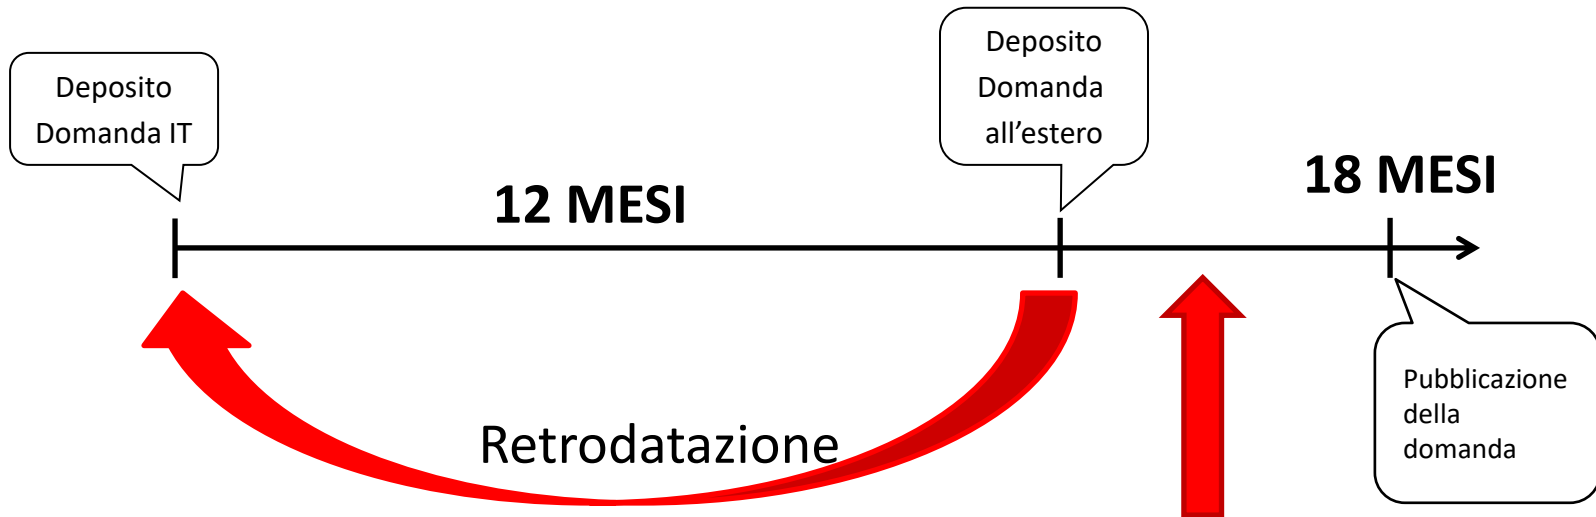 Deposito
Domanda IT
12 MESI
Deposito
Domanda
all’estero
18 MESI
Retrodatazione
Pubblicazione
della
domanda